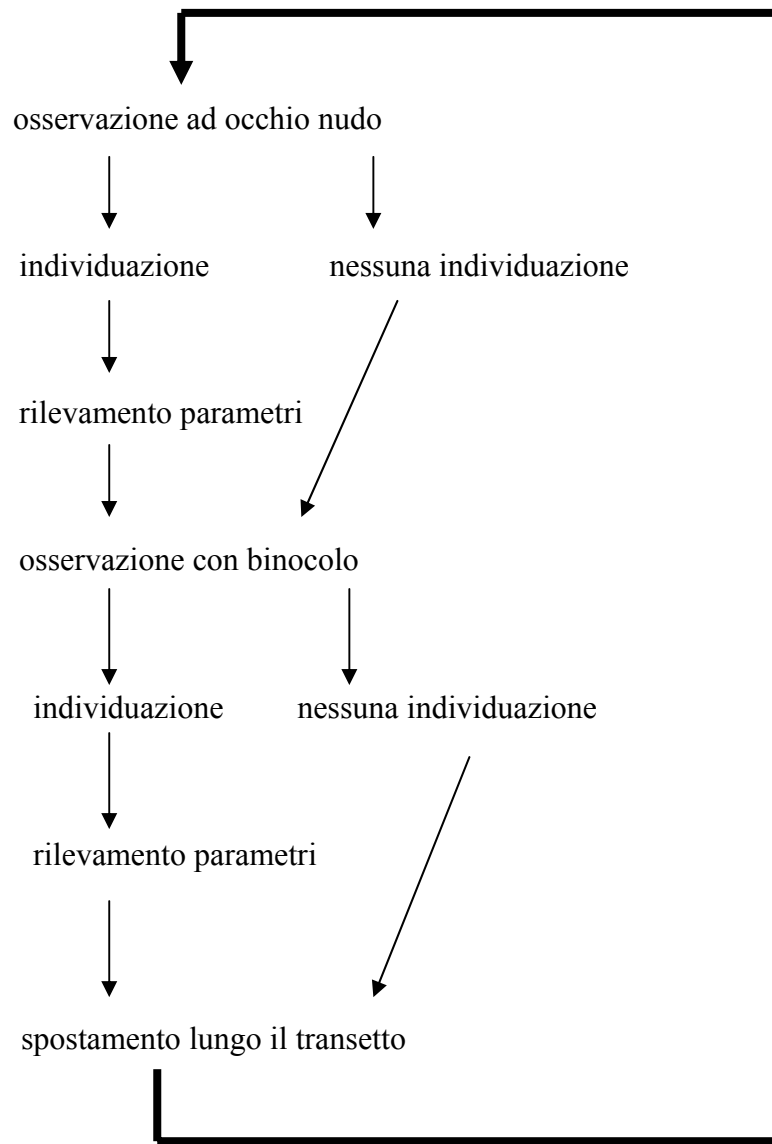 osservazione ad occhio nudo
individuazione
nessuna individuazione
rilevamento parametri
osservazione con binocolo
individuazione
nessuna individuazione
rilevamento parametri
spostamento lungo il transetto